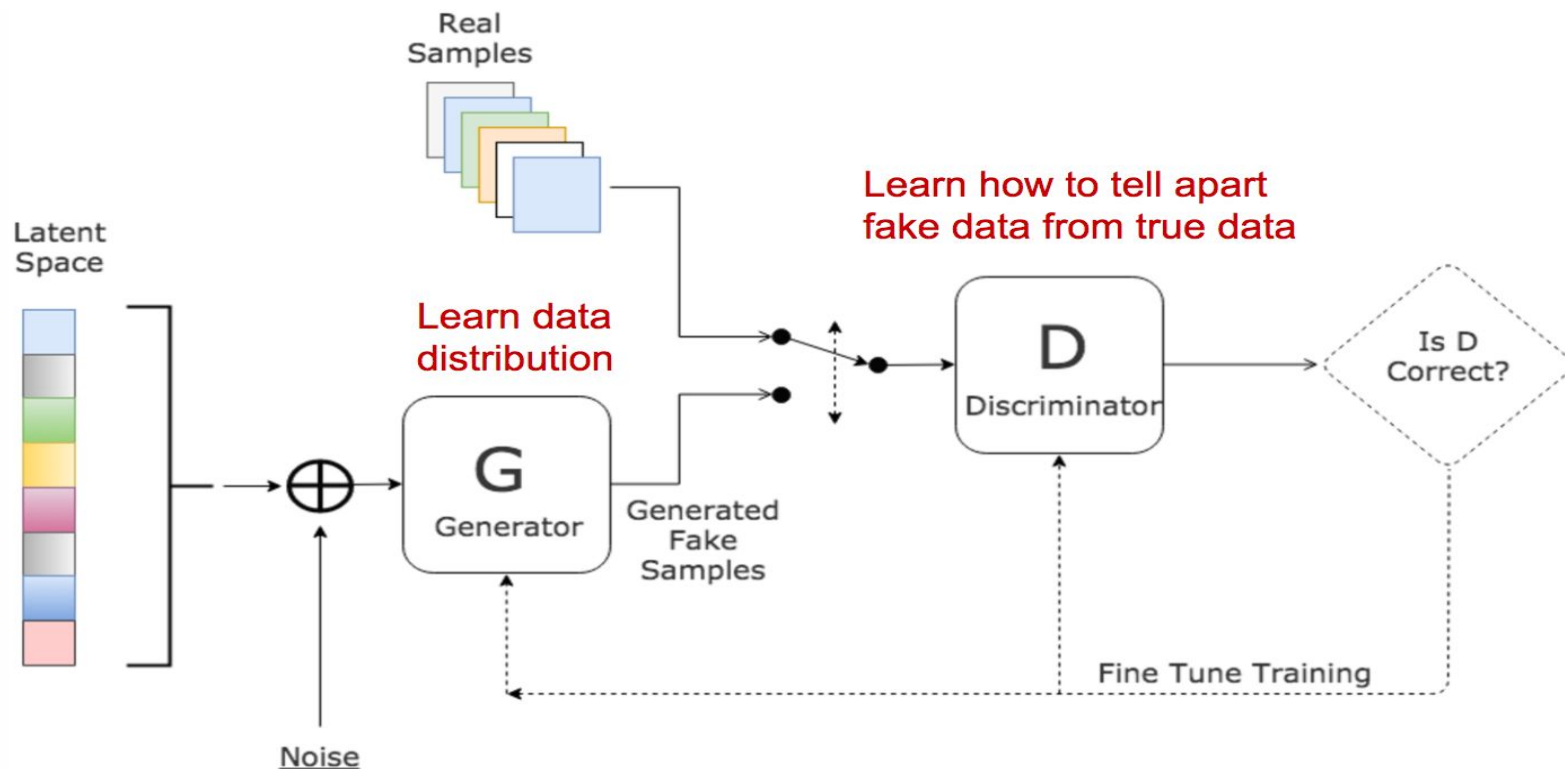 Real
Samples
Learn how to tell apart
fake data from true data
Latent
Space
Learn data
distribution
Is D
Correct?
D
Discriminator
G
Generator
Generated
Fake
Samples
Fine Tune Training
Noise